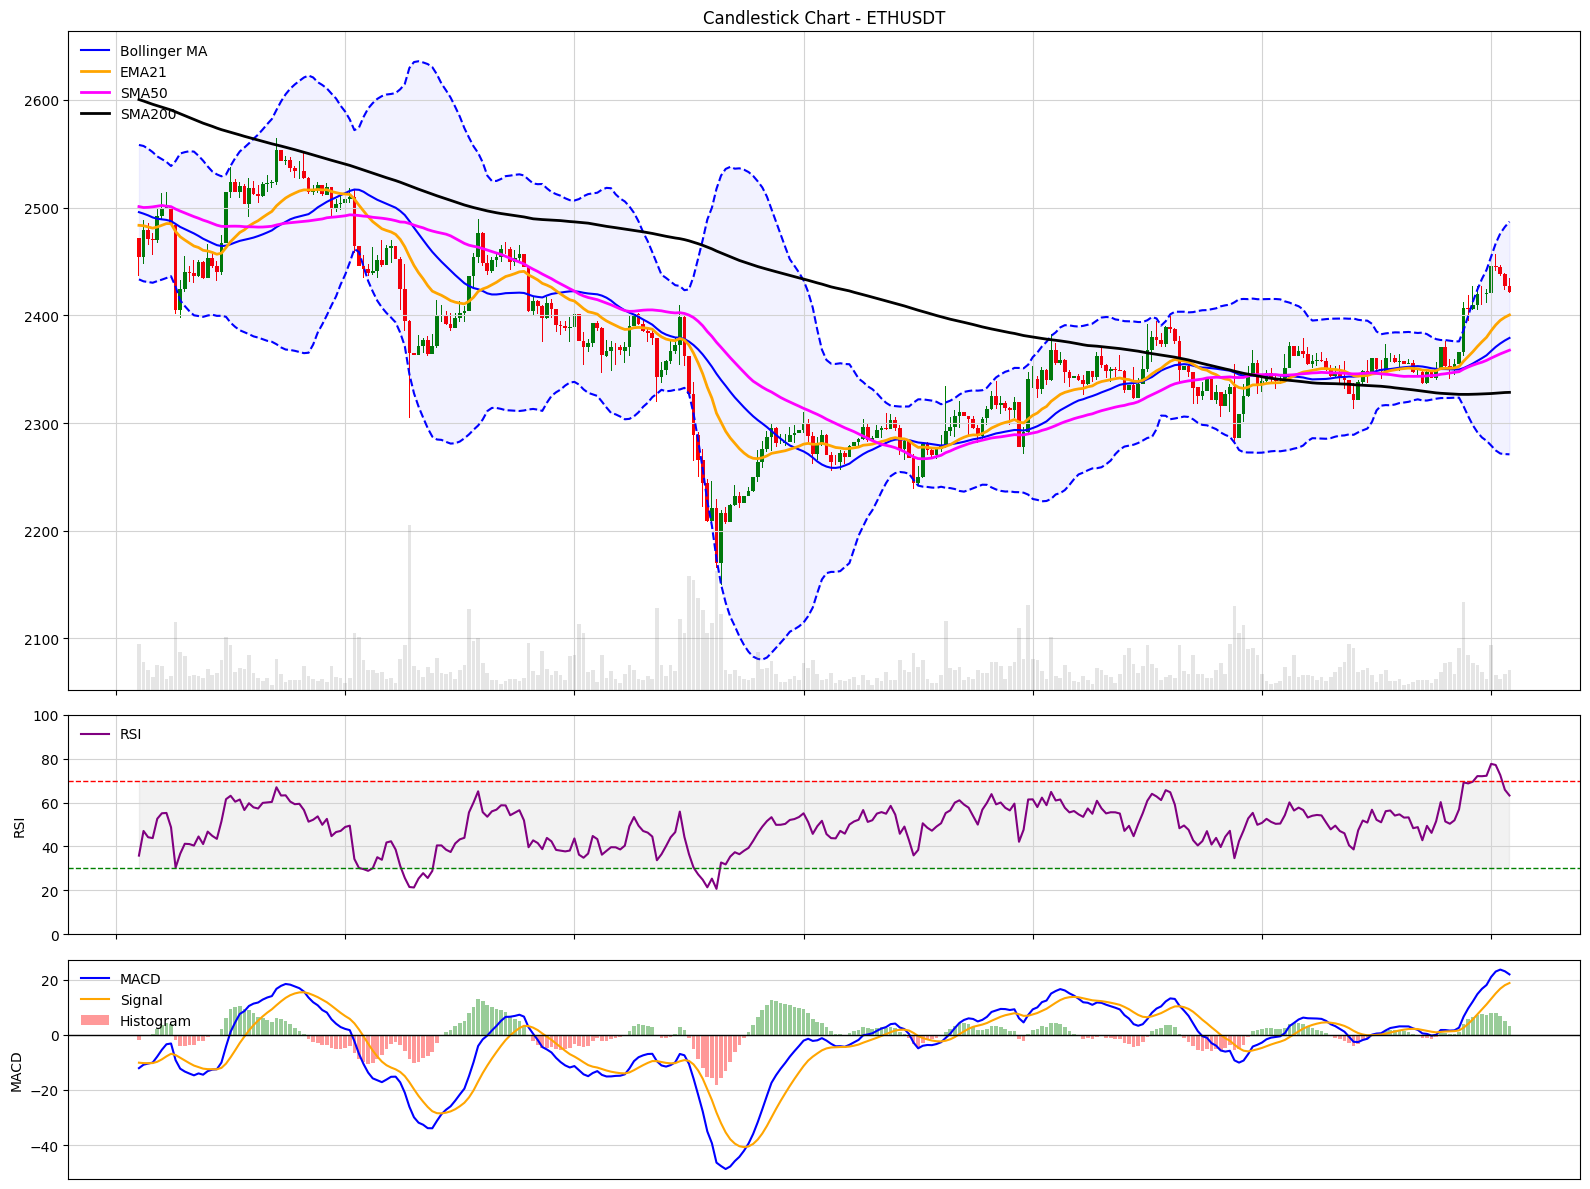 Candlestick Chart - ETHUSDT
Bollinger MA
EMA21
SMA50
SMA200
2600
2500
2400
2300
2200
2100
RSI
100
80
60
40
20
0
RSI
MACD
Signal
Histogram
20
0
−20
−40
MACD